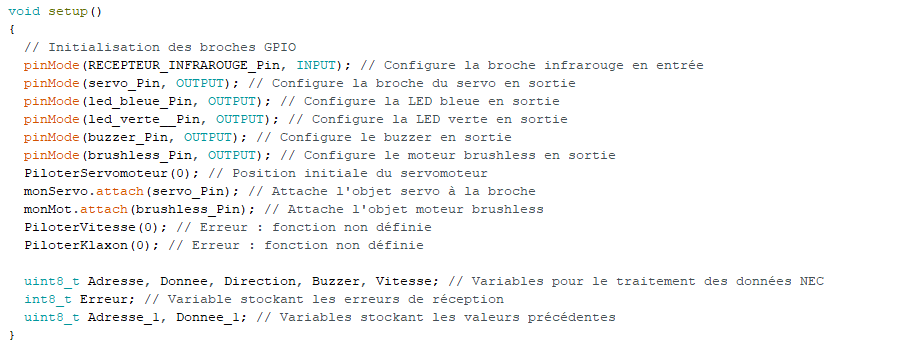 void setup()
{
// Initialisation des broches GPIO
pinMode(RECEPTEUR_INFRAROUGE_Pin, INPUT); // Configure la broche infrarouge en entrée
pinMode(servo_Pin, OUTPUT); // Configure la broche du servo en sortie
pinMode(led_bleue_Pin, OUTPUT); // Configure la LED bleue en sortie
pinMode(led_verte__Pin, OUTPUT); // Configure la LED verte en sortie
pinMode(buzzer_Pin, OUTPUT); // Configure le buzzer en sortie
pinMode(brushless_Pin, OUTPUT); // Configure le moteur brushless en sortie
PiloterServomoteur(0); // Position initiale du servomoteur
monServo.attach(servo_Pin); // Attache l'objet servo à la broche
monMot.attach(brushless_Pin); // Attache l'objet moteur brushless
PiloterVitesse(0); // Erreur : fonction non définie
PiloterKlaxon(0); // Erreur : fonction non définie
uint8_t Adresse, Donnee, Direction, Buzzer, Vitesse; // Variables pour le traitement des données NEC
int8_t Erreur; // Variable stockant les erreurs de réception
uint8_t Adresse_1, Donnee_1; // Variables stockant les valeurs précédentes
}